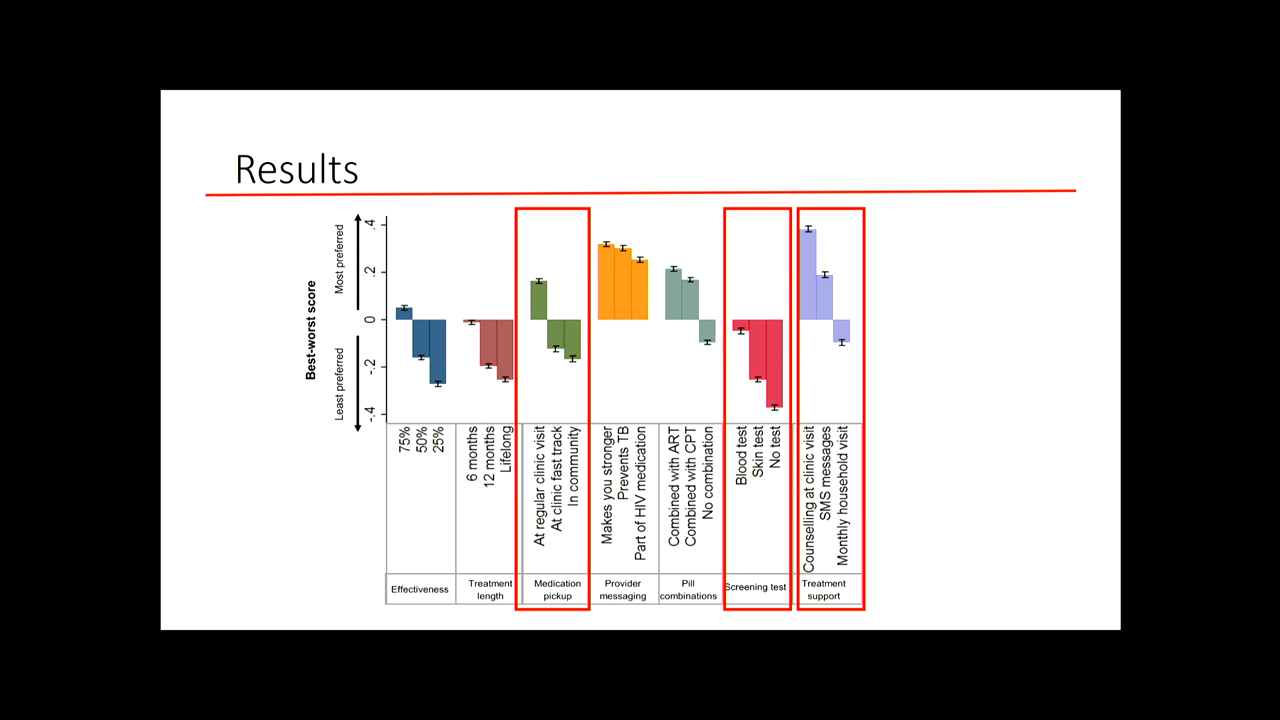 Results
Best-worst score
Most preferred
Least preferred
.4
.2
0
-.2
-.4
75%
50%
25%
6 months
12 months
Lifelong
At regular clinic visit
At clinic fast track
In community
Makes you stronger
Prevents TB
Part of HIV medication
Combined with ART
Combined with CPT
No combination
Blood test
Skin test
No test
Counselling at clinic visit
SMS messages
Monthly household visit
Effectiveness
Treatment
length
Medication
pickup
Provider
messaging
Pill
combinations
Screening test
Treatment
support